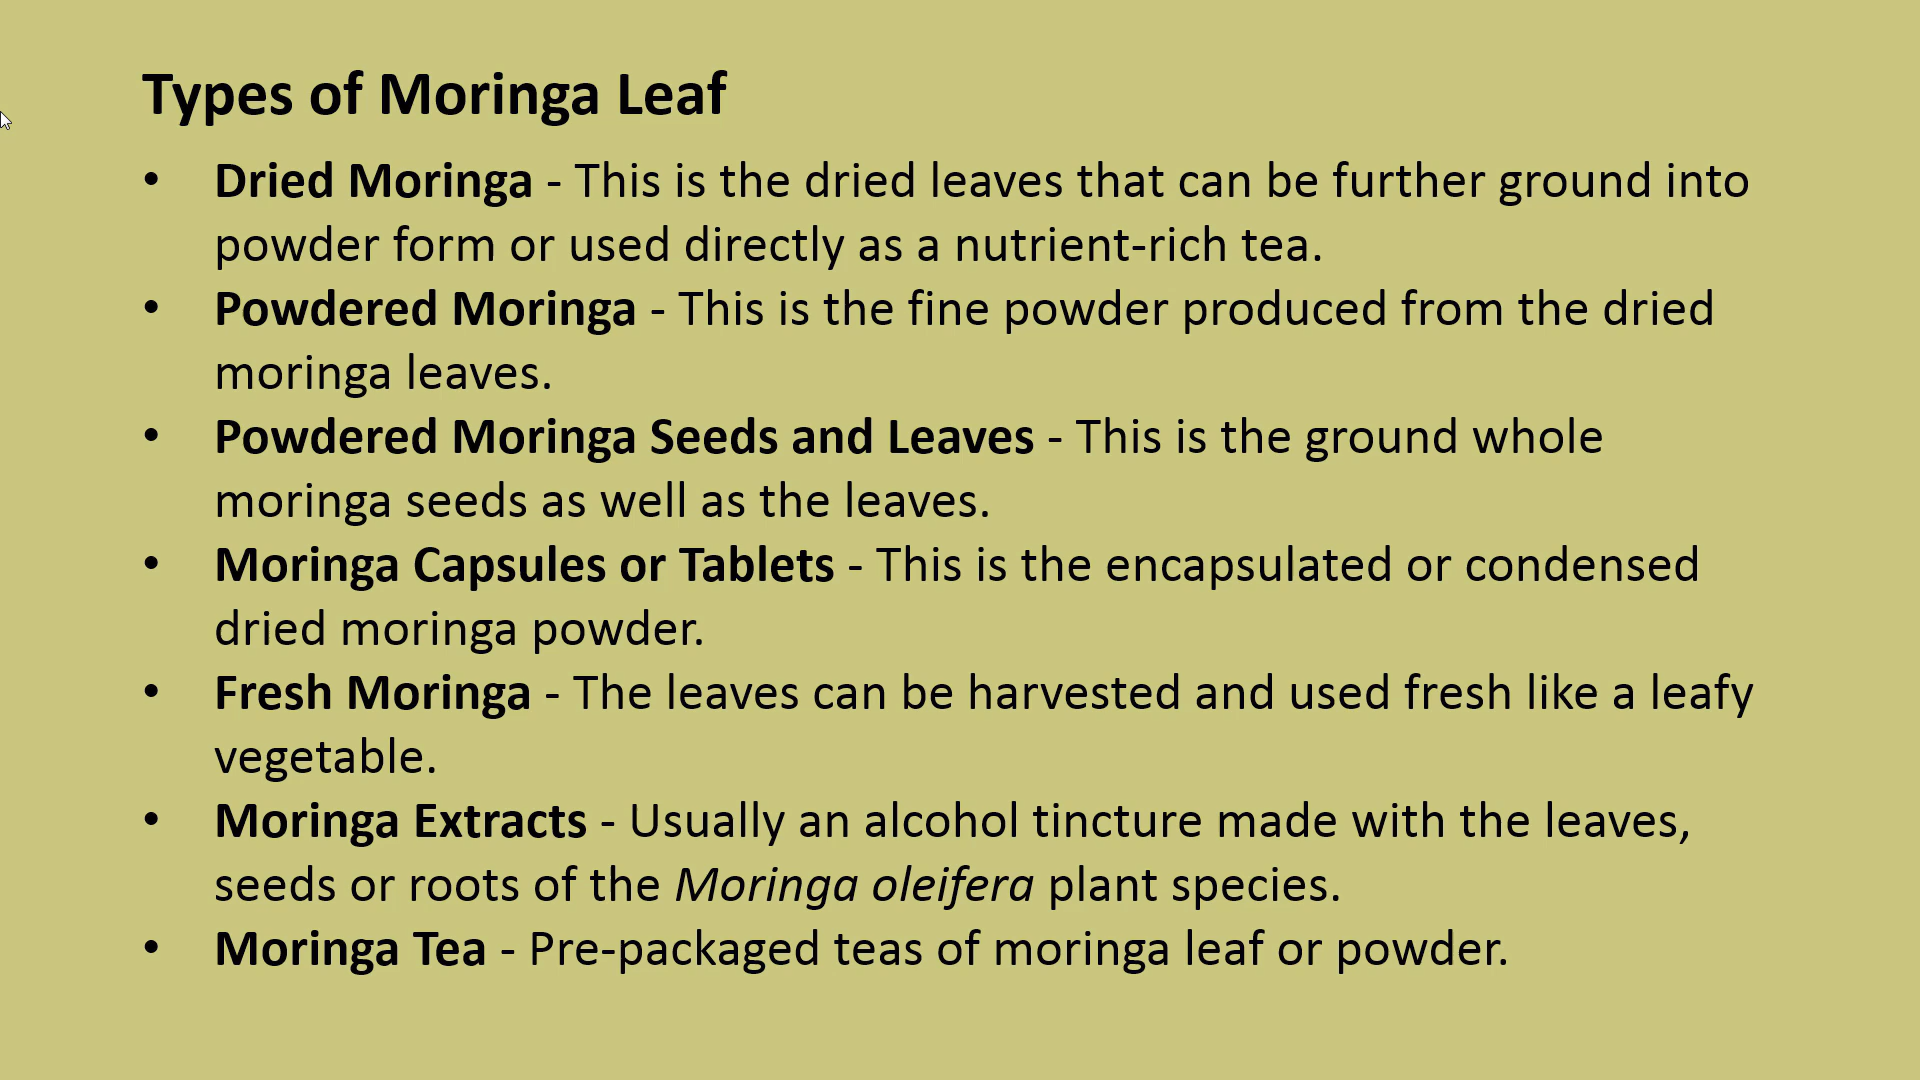 Types of Moringa Leaf
• Dried Moringa - This is the dried leaves that can be further ground into
powder form or used directly as a nutrient-rich tea.
• Powdered Moringa - This is the fine powder produced from the dried
moringa leaves.
• Powdered Moringa Seeds and Leaves - This is the ground whole
moringa seeds as well as the leaves.
• Moringa Capsules or Tablets - This is the encapsulated or condensed
dried moringa powder.
• Fresh Moringa - The leaves can be harvested and used fresh like a leafy
vegetable.
• Moringa Extracts - Usually an alcohol tincture made with the leaves,
seeds or roots of the Moringa oleifera plant species.
• Moringa Tea - Pre-packaged teas of moringa leaf or powder.